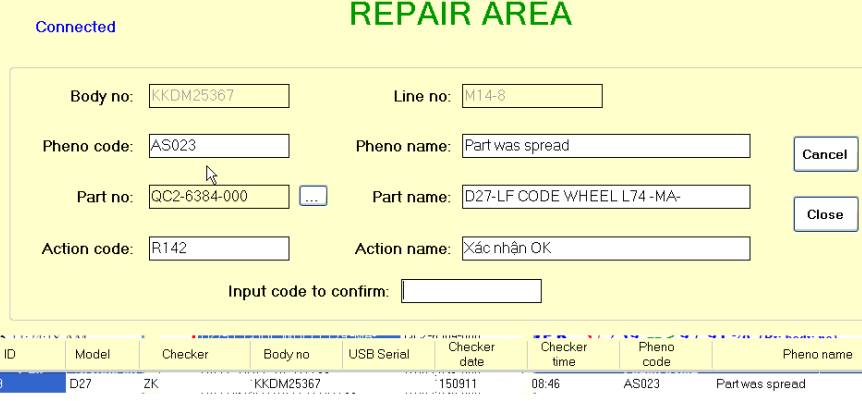 REPAIR AREA
Connected
Body no: KKDM25367 Line no: M14-8
Pheno code: AS023 Pheno name: Part was spread
Cancel
Part no: QC2-6384-000 ... Part name: D27-LF CODE WHEEL L74 -MA-
Close
Action code: R142 Action name: Xác nhận OK
Input code to confirm:
ID Model Checker Body no USB Serial Checker date Checker time Pheno code Pheno name
D27 ZK KKDM25367 150911 08:46 AS023 Part was spread